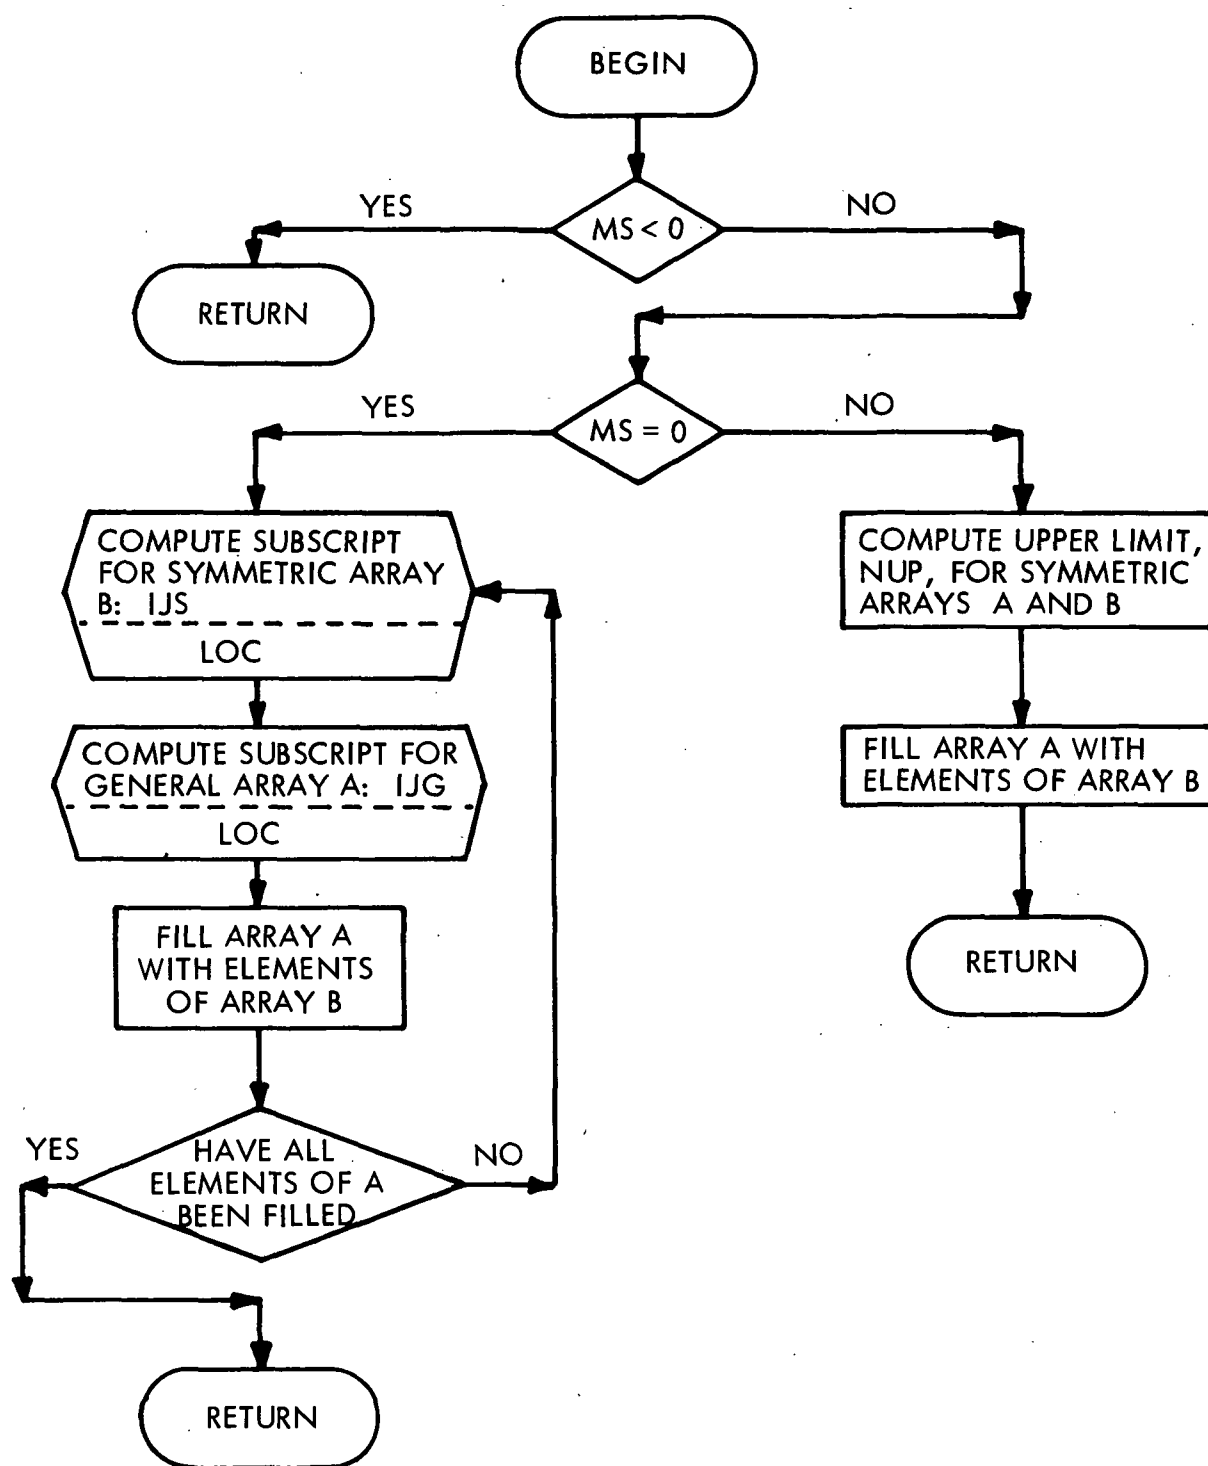 BEGIN
YES
MS < 0
NO
RETURN
YES
MS = 0
NO
COMPUTE SUBSCRIPT
FOR SYMMETRIC ARRAY
B: IJS
LOC
COMPUTE UPPER LIMIT,
NUP, FOR SYMMETRIC
ARRAYS A AND B
COMPUTE SUBSCRIPT FOR
GENERAL ARRAY A: IJG
LOC
FILL ARRAY A WITH
ELEMENTS OF ARRAY B
FILL ARRAY A
WITH ELEMENTS
OF ARRAY B
RETURN
YES
HAVE ALL
ELEMENTS OF A
BEEN FILLED
NO
RETURN